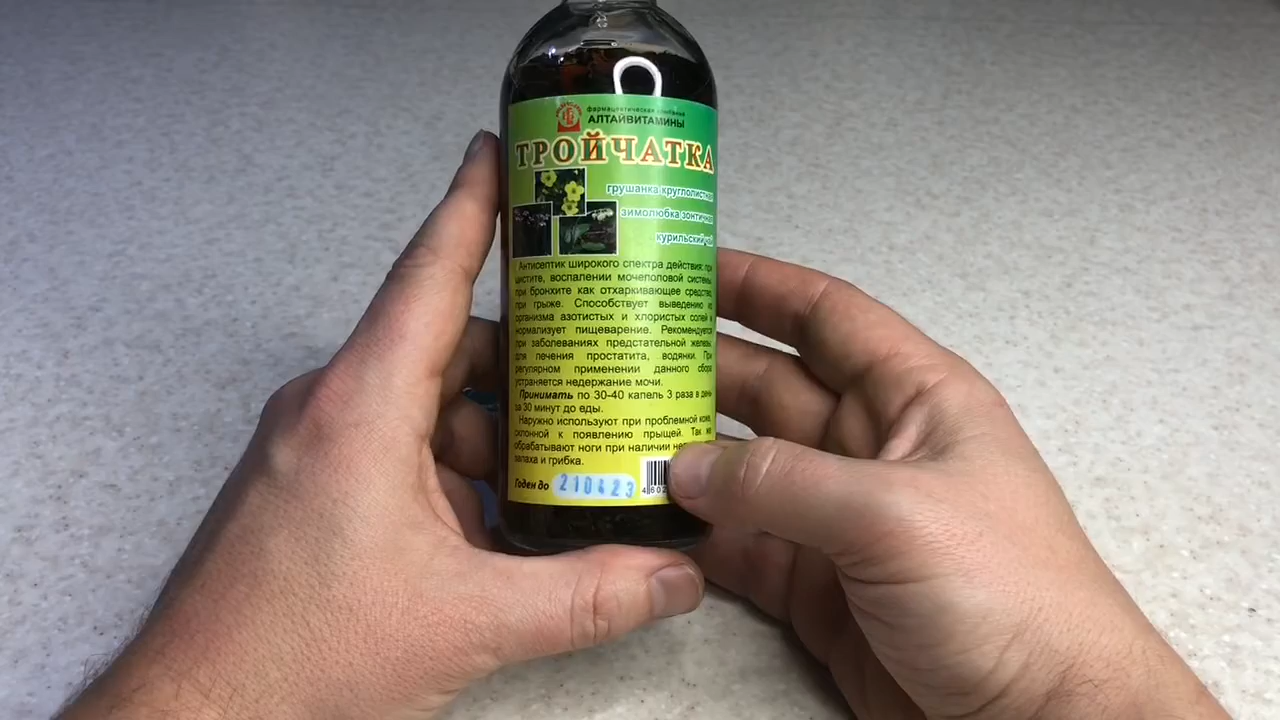 фармацевтическая компания
АЛТАЙВИТАМИНЫ
ТРОЙЧАТКА
грушанка круглолистная
зимолюбка зонтичная
курильский чай
Антисептик широкого спектра действия: при
цистите, воспалении мочеполовой системы,
при бронхите как отхаркивающее средство,
при грыже. Способствует выведению из
организма азотистых и хлористых солей и
нормализует пищеварение. Рекомендуется
при заболеваниях предстательной железы,
для лечения простатита, водянки. При
регулярном применении данного сбора
устраняется недержание мочи.
Принимать по 30-40 капель 3 раза в день
за 30 минут до еды.
Наружно используют при проблемной коже,
склонной к появлению прыщей. Так же
обрабатывают ноги при наличии
запаха и грибка.
Годен до 210423
4 602